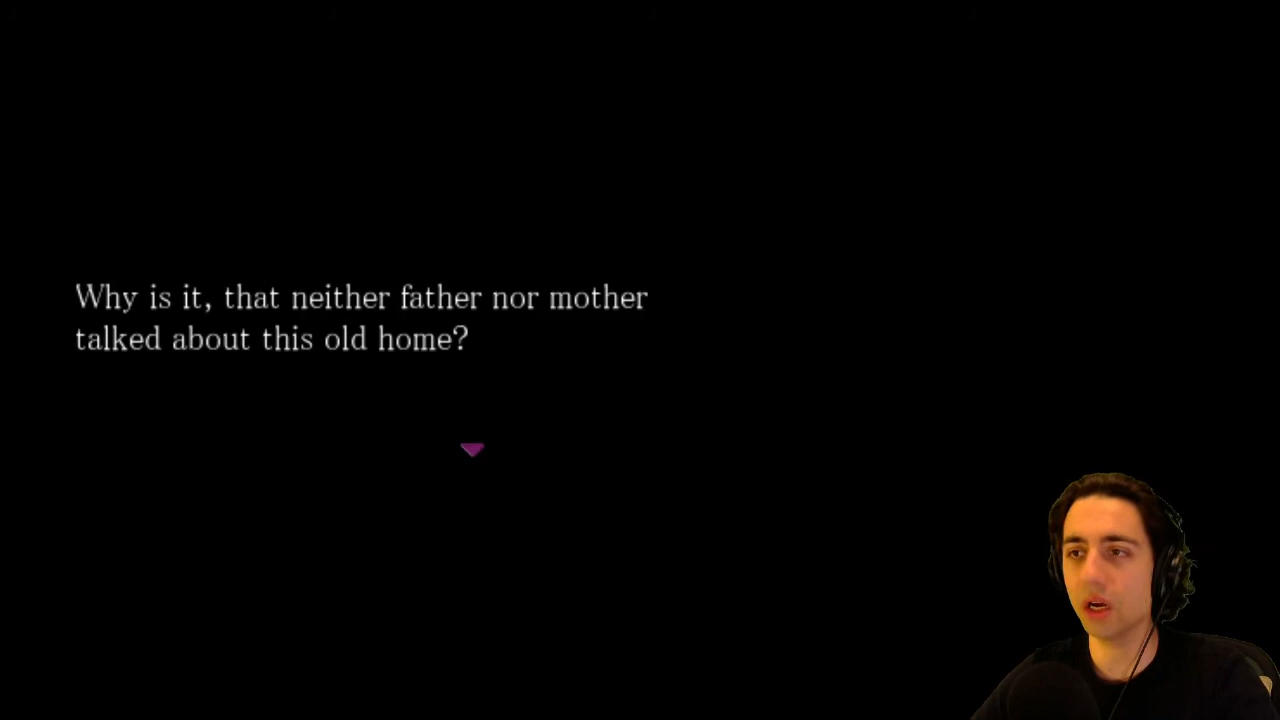 Why is it, that neither father nor mother
talked about this old home?